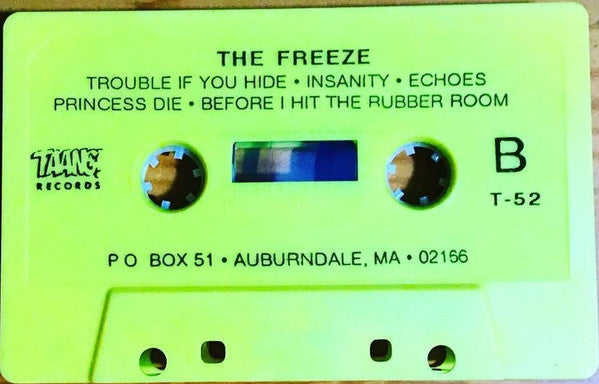 THE FREEZE
TROUBLE IF YOU HIDE • INSANITY • ECHOES
PRINCESS DIE • BEFORE I HIT THE RUBBER ROOM
TAANG!
RECORDS
B
T-52
P O BOX 51 • AUBURNDALE, MA • 02166